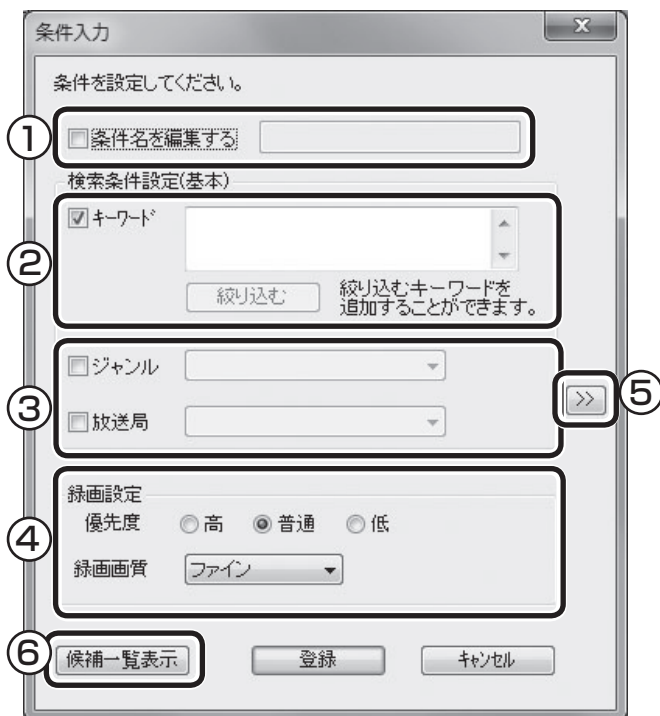 条件入力
条件を設定してください。
① 条件名を編集する
検索条件設定(基本)
② キーワード
絞り込む 絞り込むキーワードを
追加することができます。
③ ジャンル
放送局
>> ⑤
④ 録画設定
優先度 高 普通 低
録画画質 ファイン
⑥ 候補一覧表示 登録 キャンセル